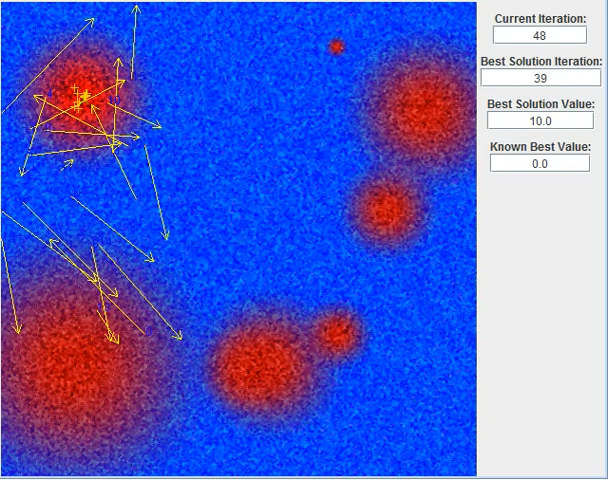 Current Iteration:
48
Best Solution Iteration:
39
Best Solution Value:
10.0
Known Best Value:
0.0